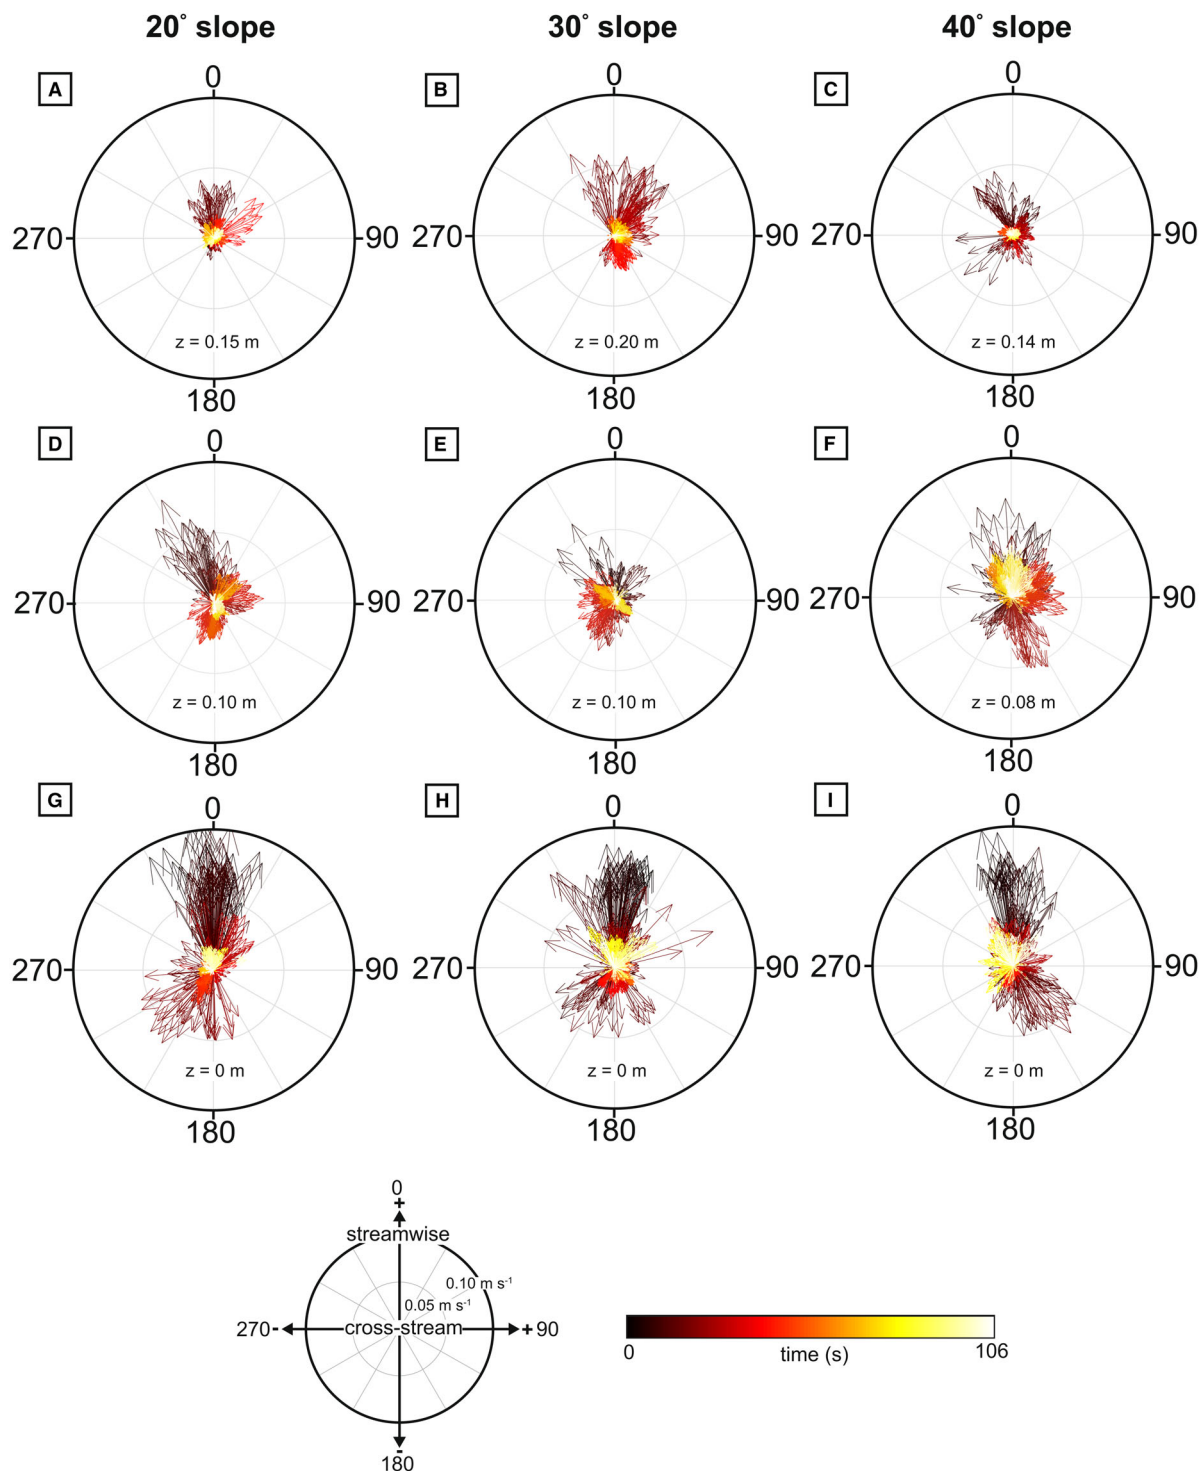 20° slope 30° slope 40° slope
A B C
0 0 0
270 90 270 90 270 90
z = 0.15 m z = 0.20 m z = 0.14 m
180 180 180
D E F
0 0 0
270 90 270 90 270 90
z = 0.10 m z = 0.10 m z = 0.08 m
180 180 180
G H I
0 0 0
270 90 270 90 270 90
z = 0 m z = 0 m z = 0 m
180 180 180
0
+
streamwise
0.10 m s⁻¹
0.05 m s⁻¹
270 - cross-stream + 90
-
180
0 time (s) 106